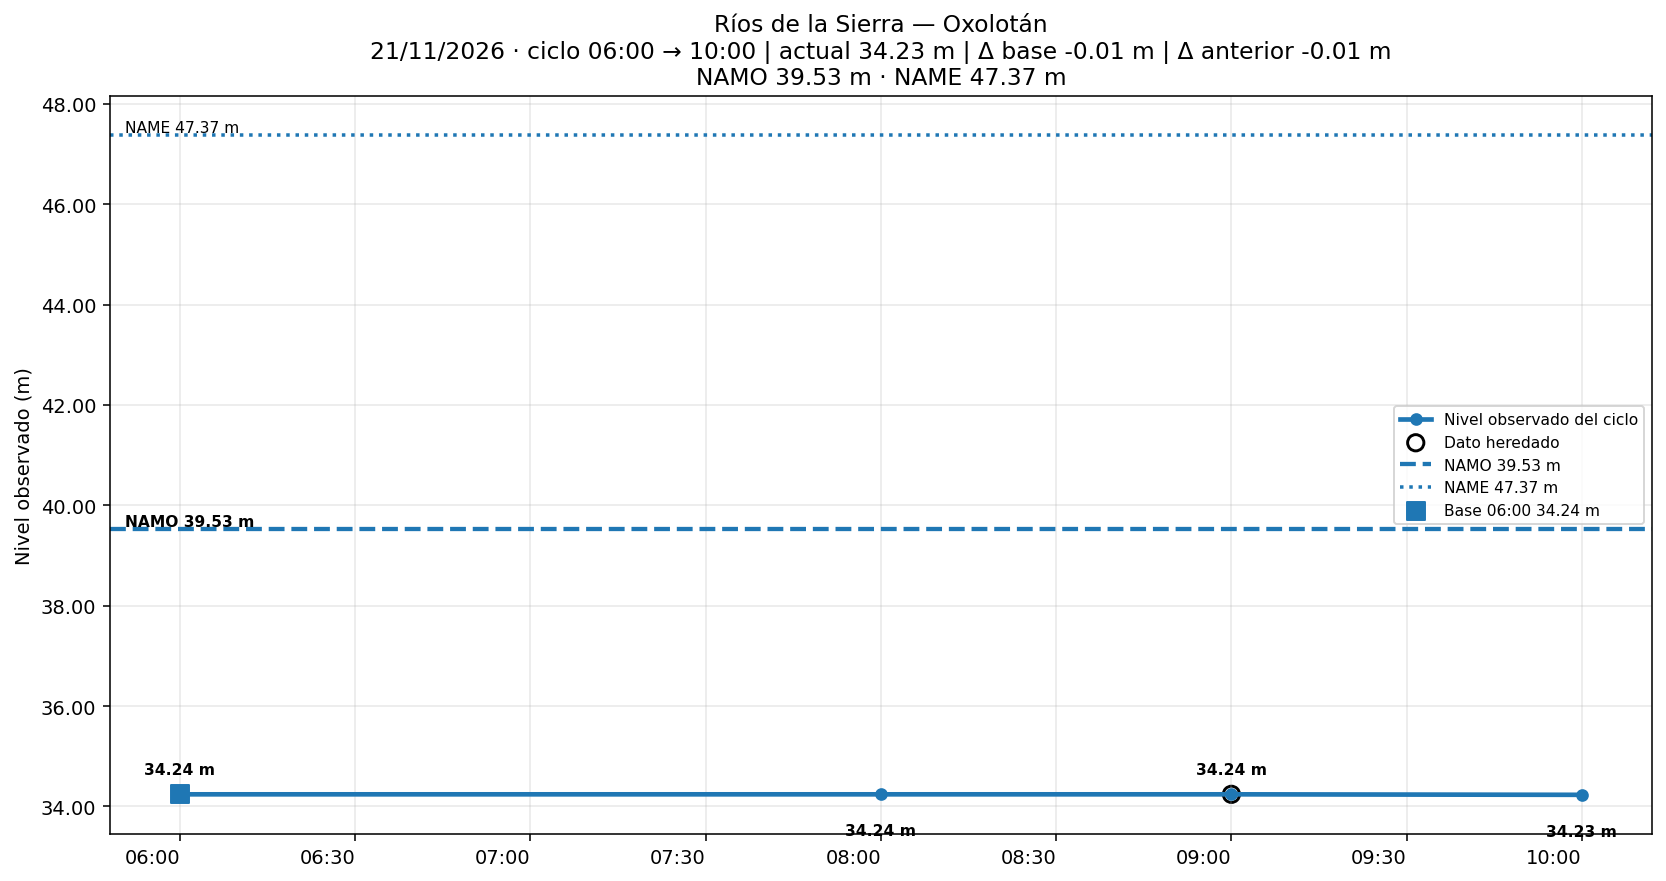 Ríos de la Sierra — Oxolotán
21/11/2026 · ciclo 06:00 → 10:00 | actual 34.23 m | Δ base -0.01 m | Δ anterior -0.01 m
NAMO 39.53 m · NAME 47.37 m
Nivel observado (m)
48.00
46.00
44.00
42.00
40.00
38.00
36.00
34.00
NAME 47.37 m
NAMO 39.53 m
Nivel observado del ciclo
Dato heredado
NAMO 39.53 m
NAME 47.37 m
Base 06:00 34.24 m
34.24 m
34.24 m
34.24 m
34.23 m
06:00
06:30
07:00
07:30
08:00
08:30
09:00
09:30
10:00